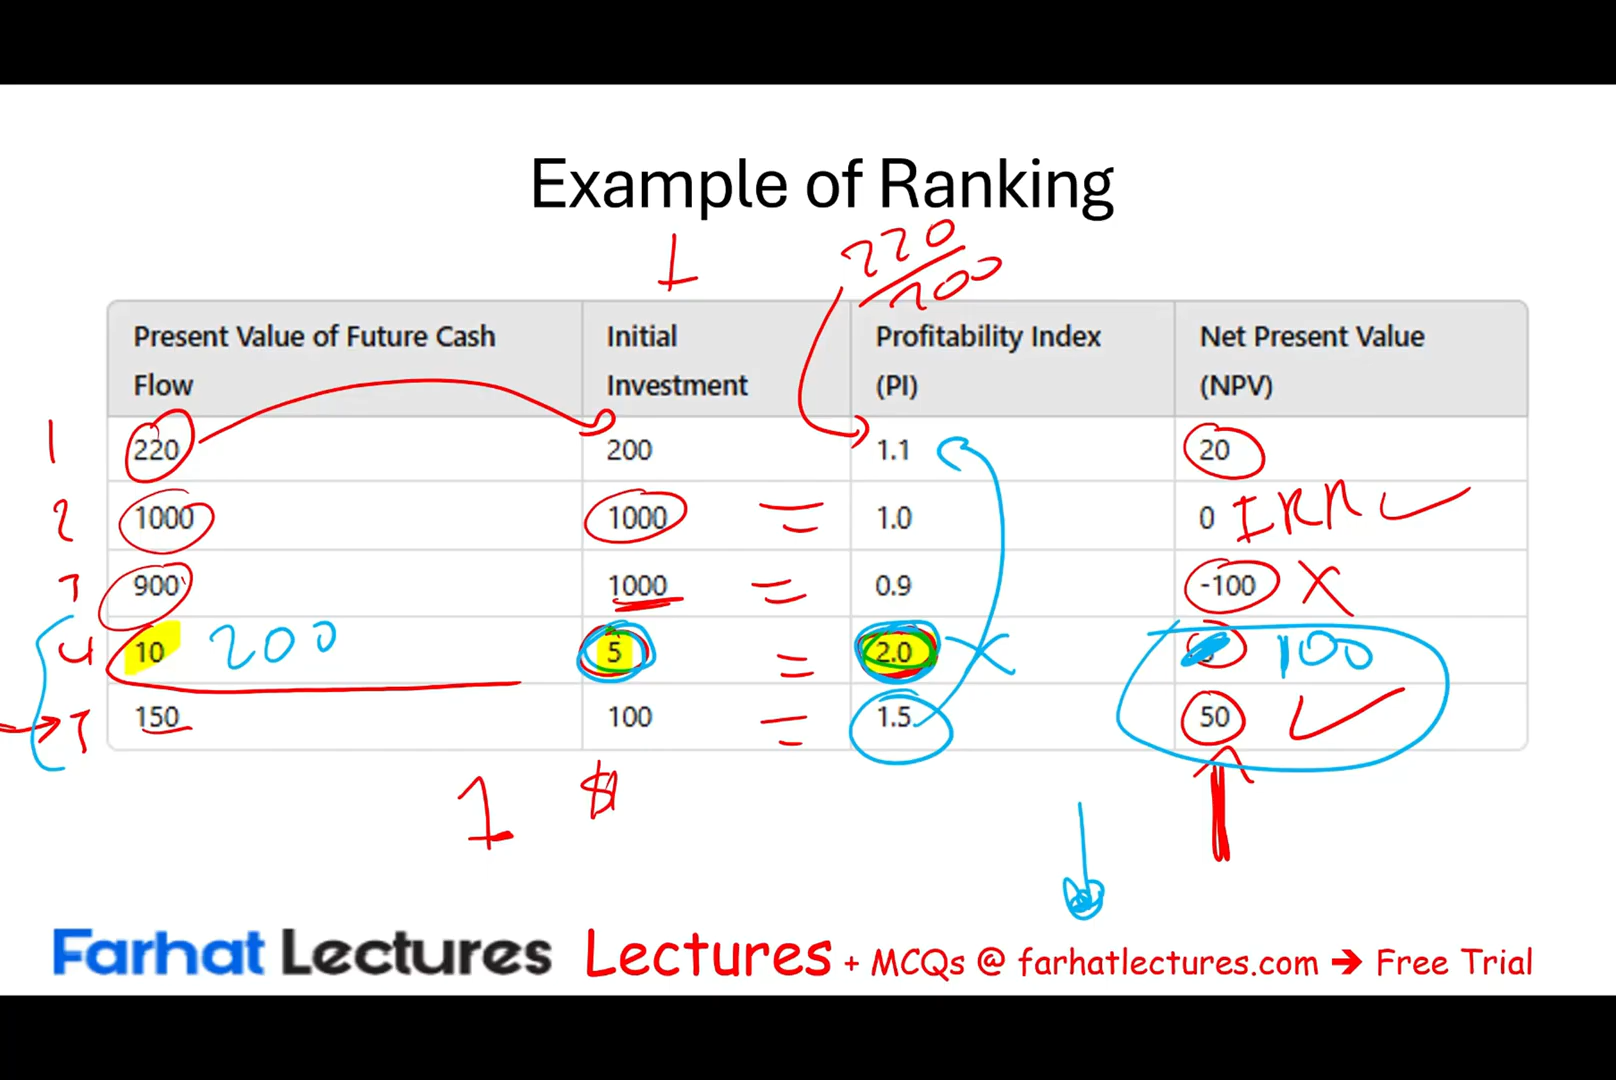 Example of Ranking
1
220
200
Present Value of Future Cash Flow
Initial Investment
Profitability Index (PI)
Net Present Value (NPV)
1 220 200 1.1 20
2 1000 1000 = 1.0 0 IRR ✓
3 900 1000 = 0.9 -100 X
4 10 200 5 = 2.0 X 100
150 100 = 1.5 50 ✓
1 $
Farhat Lectures Lectures + MCQs @ farhatlectures.com → Free Trial